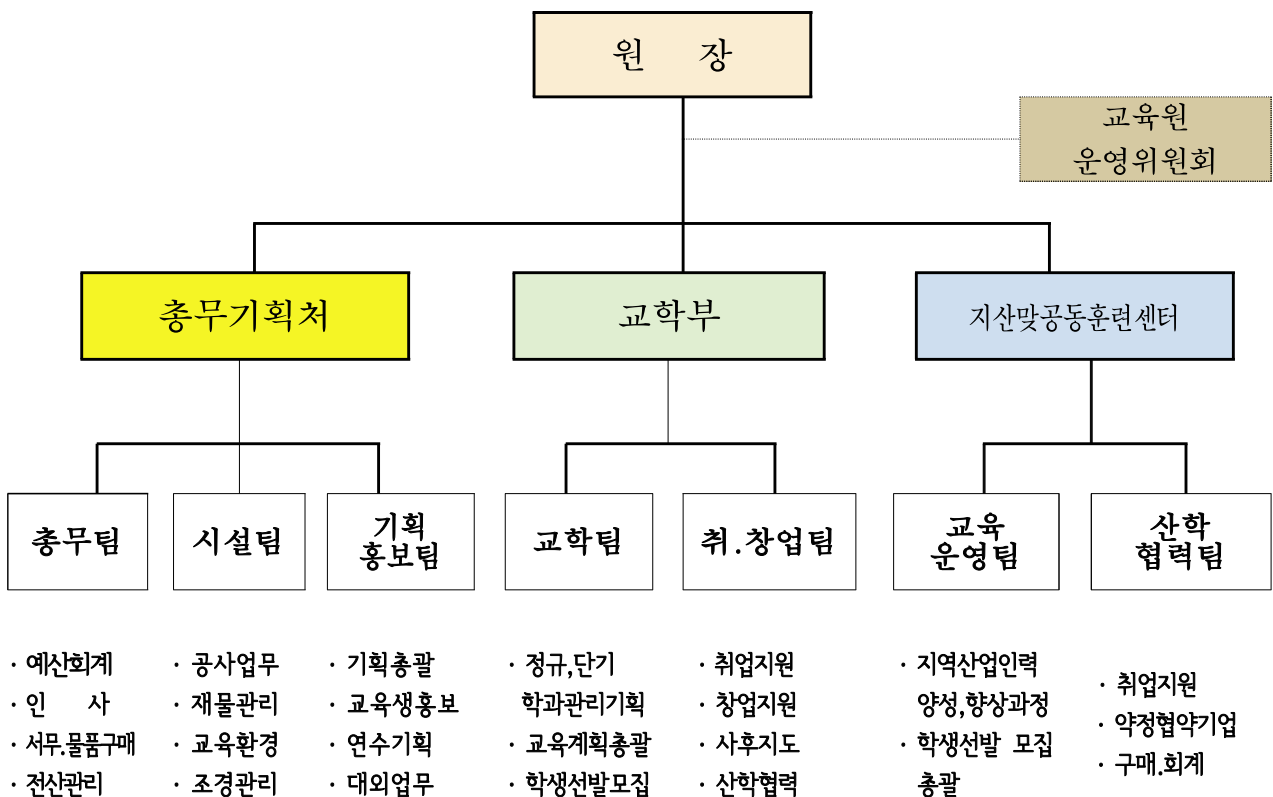 원 장
교육원
운영위원회
총무기획처
교학부
지산맞공동훈련센터
총무팀
시설팀
기획
홍보팀
교학팀
취.창업팀
교육
운영팀
산학
협력팀
· 예산회계
· 인 사
· 서무.물품구매
· 전산관리
· 공사업무
· 재물관리
· 교육환경
· 조경관리
· 기획총괄
· 교육생홍보
· 연수기획
· 대외업무
· 정규,단기
학과관리기획
· 교육계획총괄
· 학생선발모집
· 취업지원
· 창업지원
· 사후지도
· 산학협력
· 지역산업인력
양성,향상과정
· 학생선발 모집
총괄
· 취업지원
· 약정협약기업
· 구매.회계